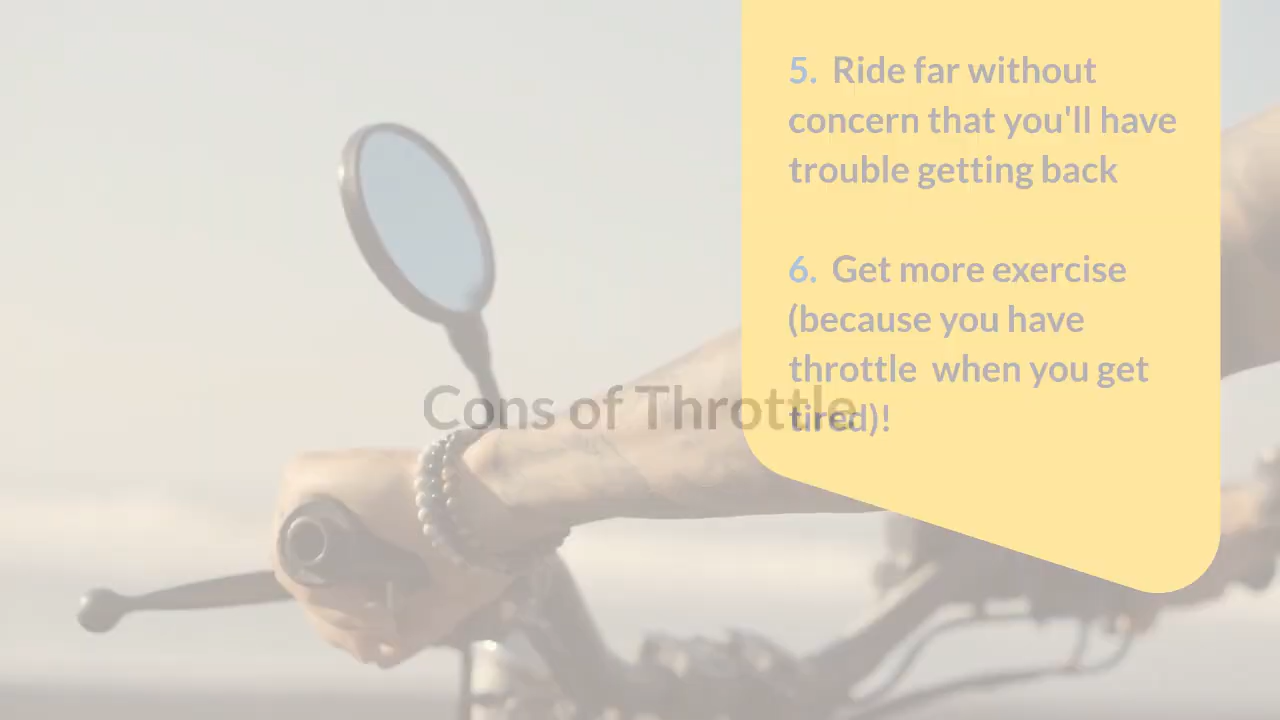 5. Ride far without
concern that you'll have
trouble getting back
6. Get more exercise
(because you have
throttle when you get
tired)!
Cons of Throttle